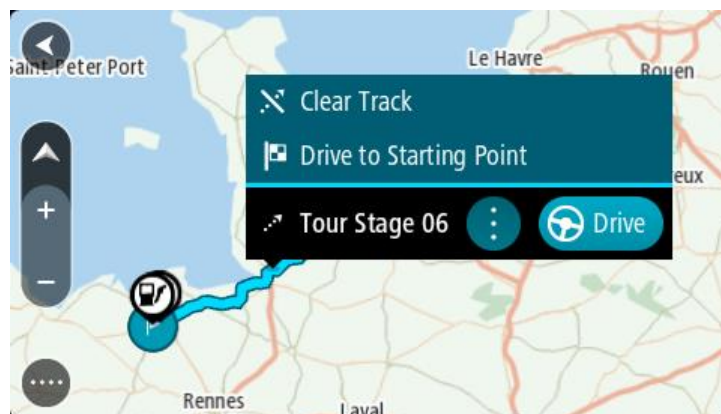 Saint Peter Port
Le Havre
Rouen
Clear Track
Drive to Starting Point
eux
Tour Stage 06
Drive
Rennes
Laval